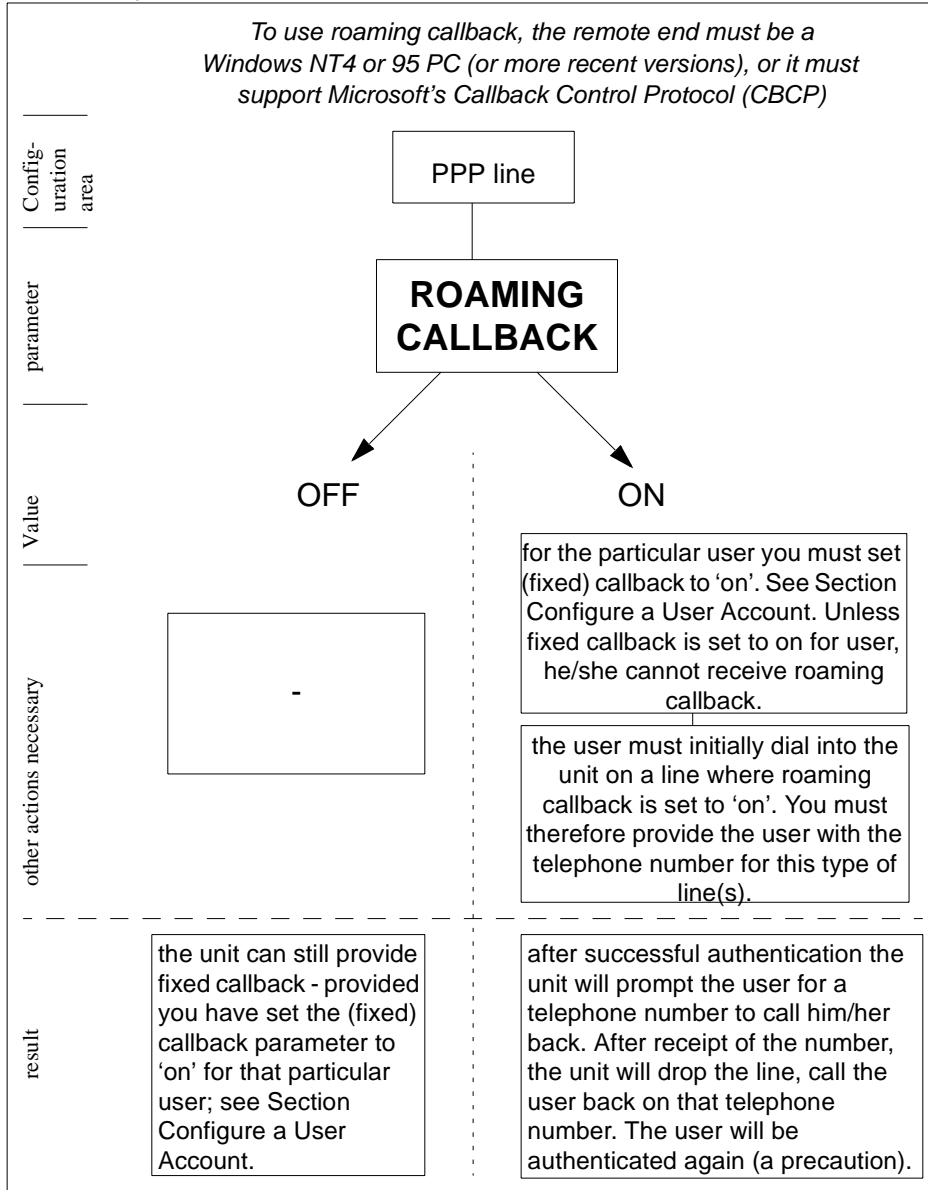 To use roaming callback, the remote end must be a
Windows NT4 or 95 PC (or more recent versions), or it must
support Microsoft's Callback Control Protocol (CBCP)
Config-
uration
area
PPP line
parameter
ROAMING
CALLBACK
Value
OFF
ON
other actions necessary
-
for the particular user you must set
(fixed) callback to ‘on’. See Section
Configure a User Account. Unless
fixed callback is set to on for user,
he/she cannot receive roaming
callback.
the user must initially dial into the
unit on a line where roaming
callback is set to ‘on’. You must
therefore provide the user with the
telephone number for this type of
line(s).
result
the unit can still provide
fixed callback - provided
you have set the (fixed)
callback parameter to
‘on’ for that particular
user; see Section
Configure a User
Account.
after successful authentication the
unit will prompt the user for a
telephone number to call him/her
back. After receipt of the number,
the unit will drop the line, call the
user back on that telephone
number. The user will be
authenticated again (a precaution).